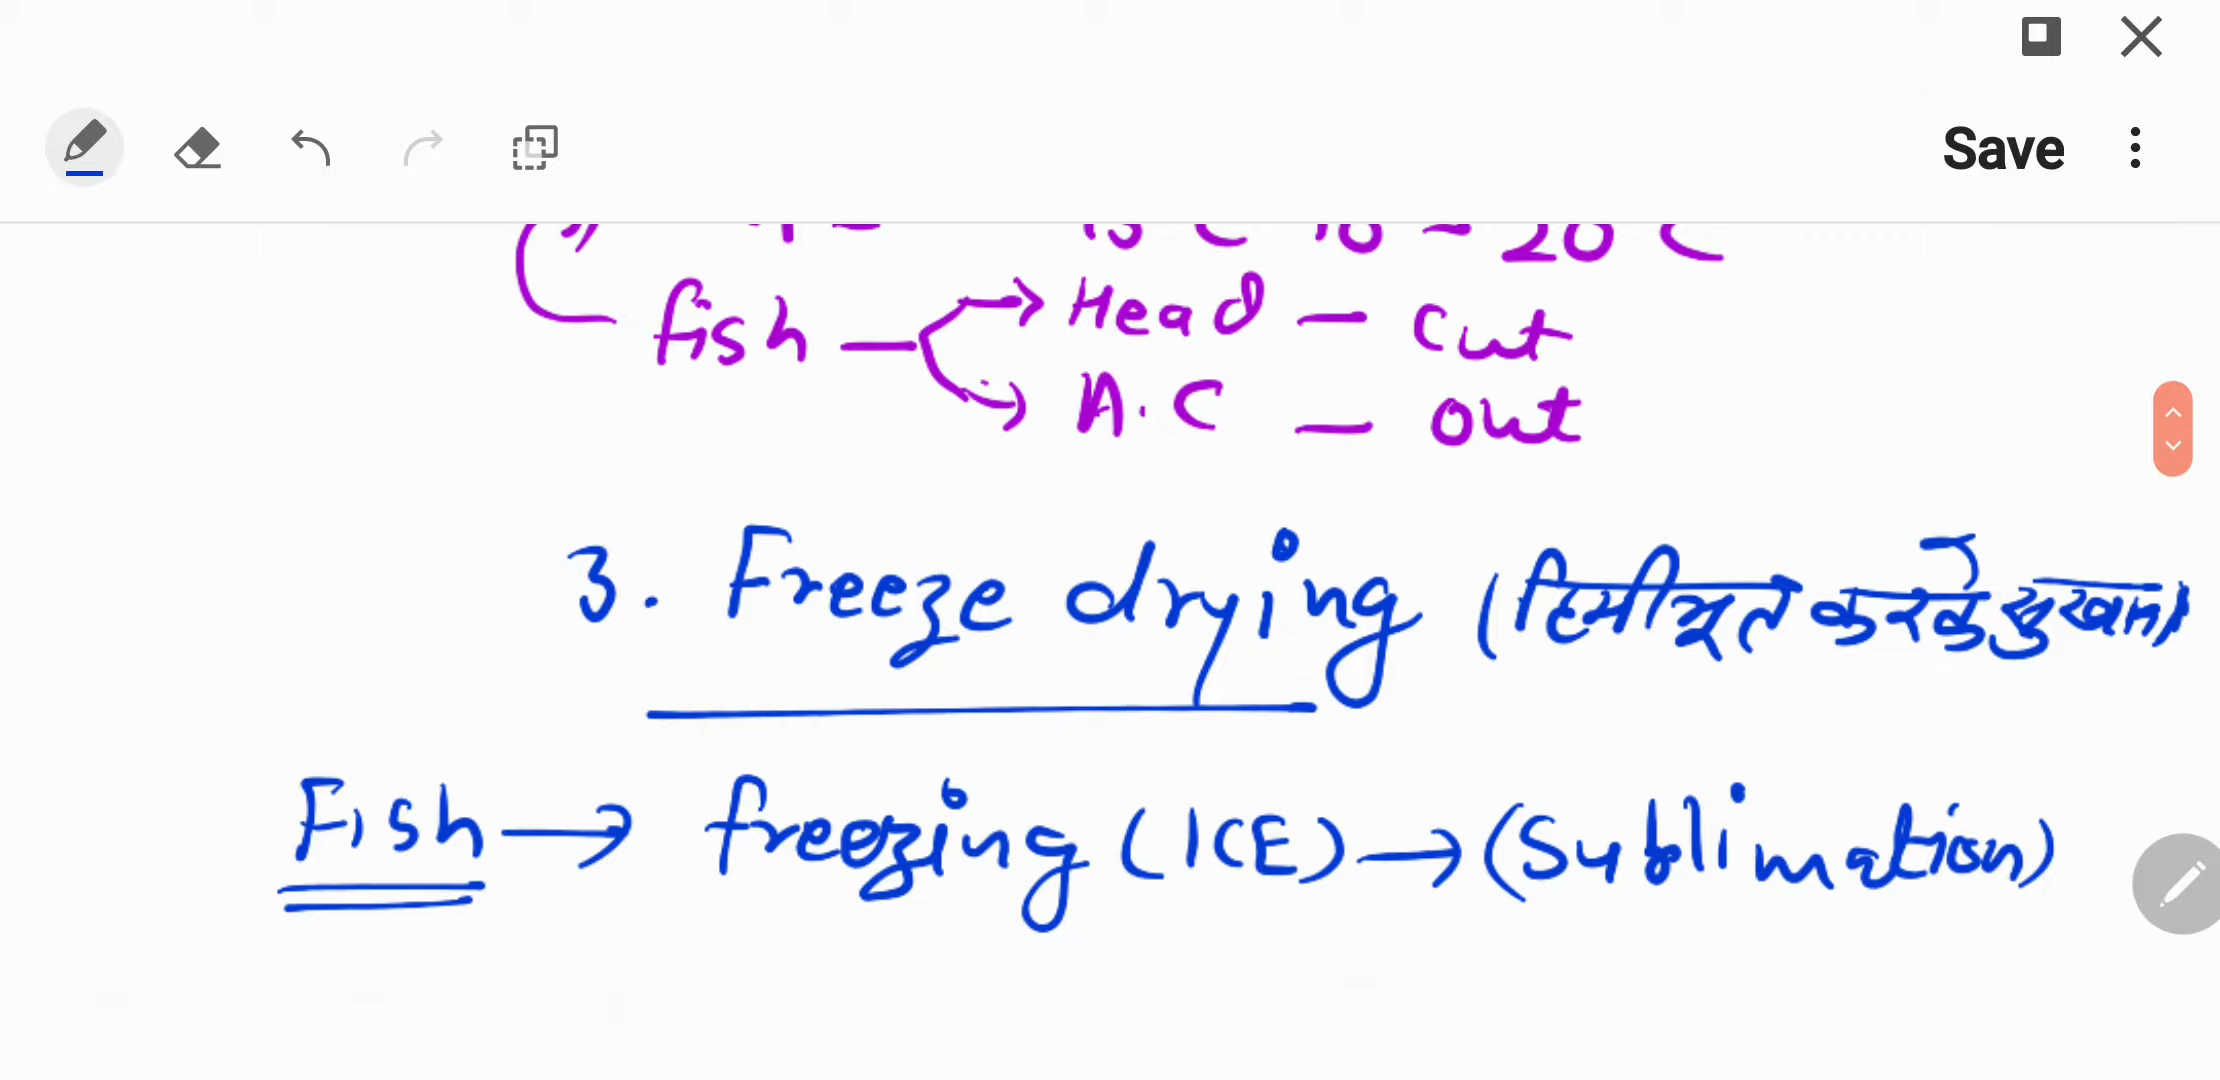 Save
fish → Head - cut
→ A.C - out
3. Freeze drying (हिमीभूत करके सुखाना)
Fish → freezing (ICE) → (Sublimation)